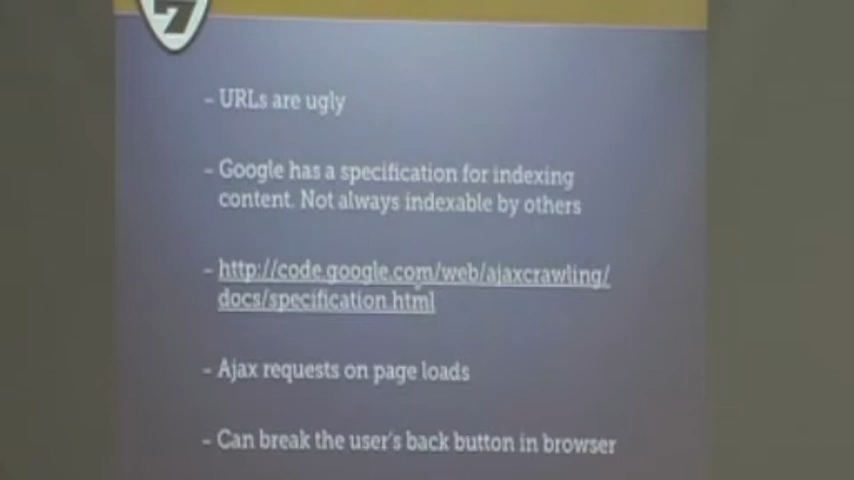 7
– URLs are ugly
– Google has a specification for indexing
content. Not always indexable by others
– http://code.google.com/web/ajaxcrawling/
docs/specification.html
– Ajax requests on page loads
– Can break the user's back button in browser